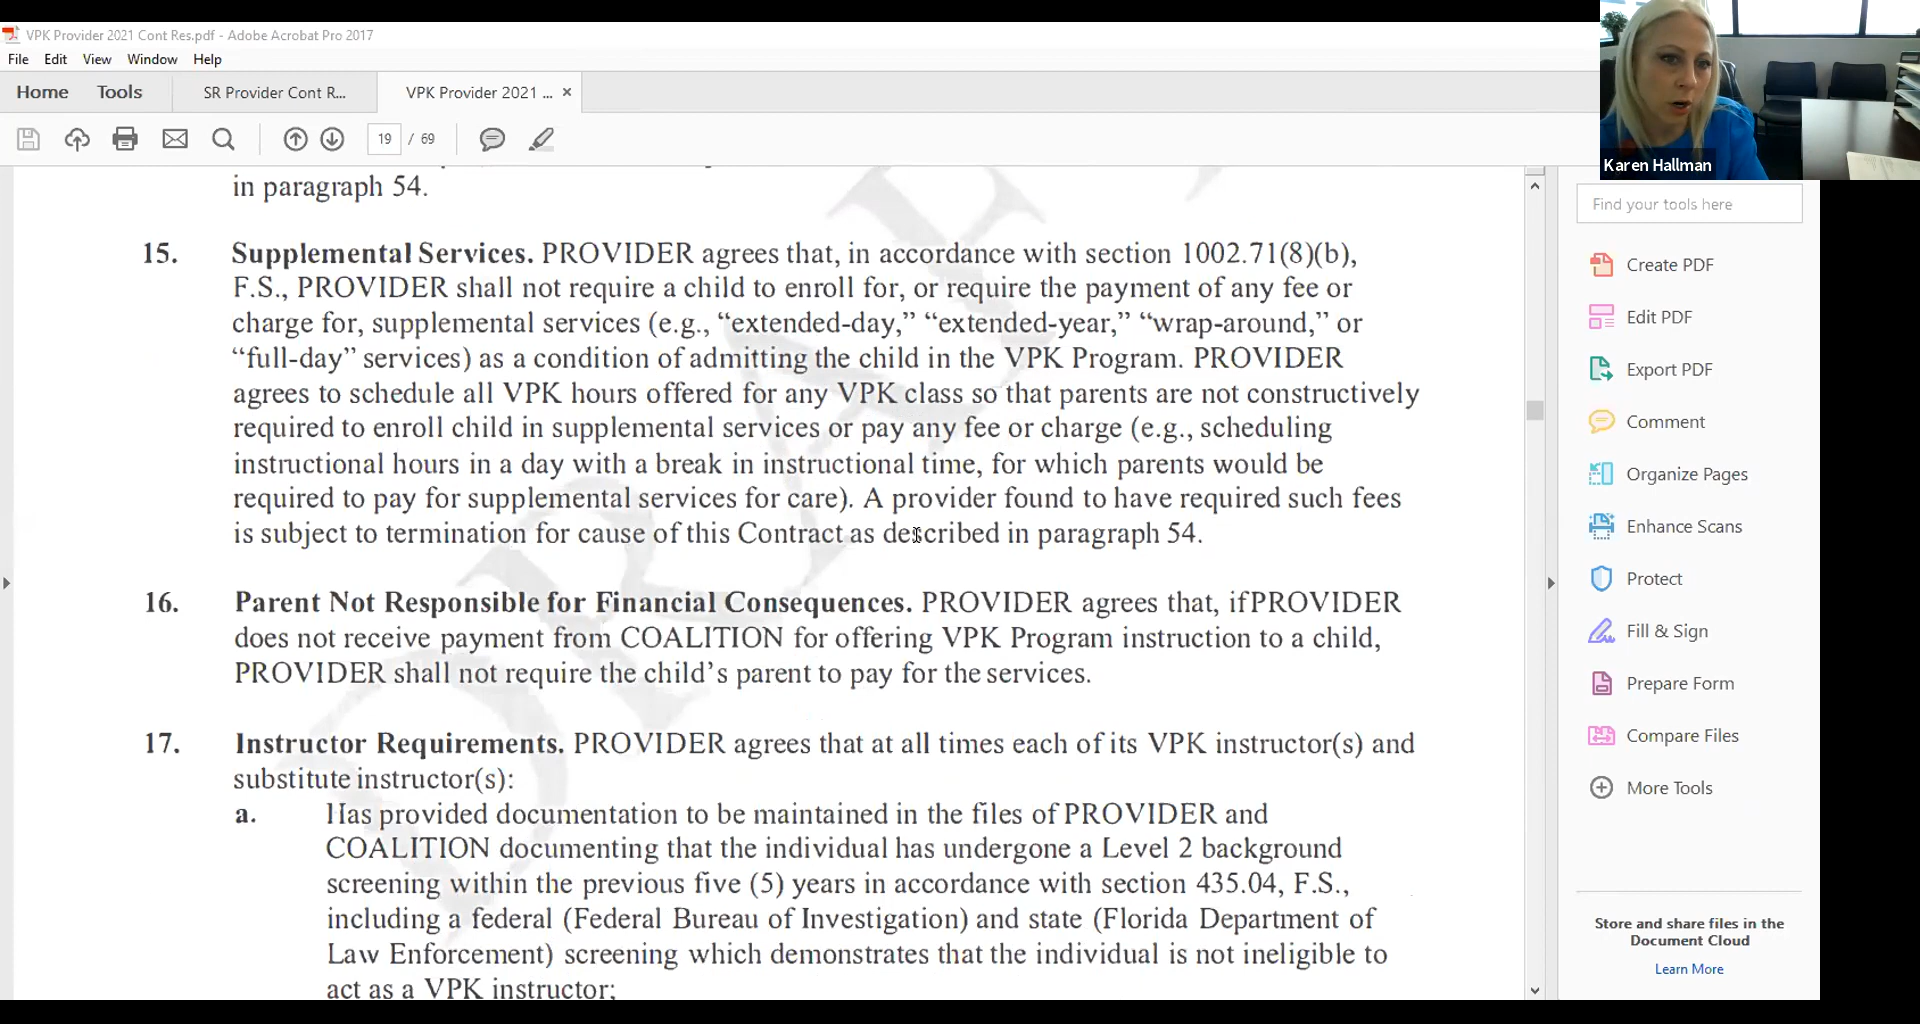 VPK Provider 2021 Cont Res.pdf - Adobe Acrobat Pro 2017
File Edit View Window Help
Home Tools SR Provider Cont R... VPK Provider 2021 ... ×
19 / 69
Karen Hallman
in paragraph 54.
15. Supplemental Services. PROVIDER agrees that, in accordance with section 1002.71(8)(b),
F.S., PROVIDER shall not require a child to enroll for, or require the payment of any fee or
charge for, supplemental services (e.g., “extended-day,” “extended-year,” “wrap-around,” or
“full-day” services) as a condition of admitting the child in the VPK Program. PROVIDER
agrees to schedule all VPK hours offered for any VPK class so that parents are not constructively
required to enroll child in supplemental services or pay any fee or charge (e.g., scheduling
instructional hours in a day with a break in instructional time, for which parents would be
required to pay for supplemental services for care). A provider found to have required such fees
is subject to termination for cause of this Contract as described in paragraph 54.
16. Parent Not Responsible for Financial Consequences. PROVIDER agrees that, ifPROVIDER
does not receive payment from COALITION for offering VPK Program instruction to a child,
PROVIDER shall not require the child’s parent to pay for the services.
17. Instructor Requirements. PROVIDER agrees that at all times each of its VPK instructor(s) and
substitute instructor(s):
a. Has provided documentation to be maintained in the files of PROVIDER and
COALITION documenting that the individual has undergone a Level 2 background
screening within the previous five (5) years in accordance with section 435.04, F.S.,
including a federal (Federal Bureau of Investigation) and state (Florida Department of
Law Enforcement) screening which demonstrates that the individual is not ineligible to
act as a VPK instructor;
Find your tools here
Create PDF
Edit PDF
Export PDF
Comment
Organize Pages
Enhance Scans
Protect
Fill & Sign
Prepare Form
Compare Files
More Tools
Store and share files in the
Document Cloud
Learn More